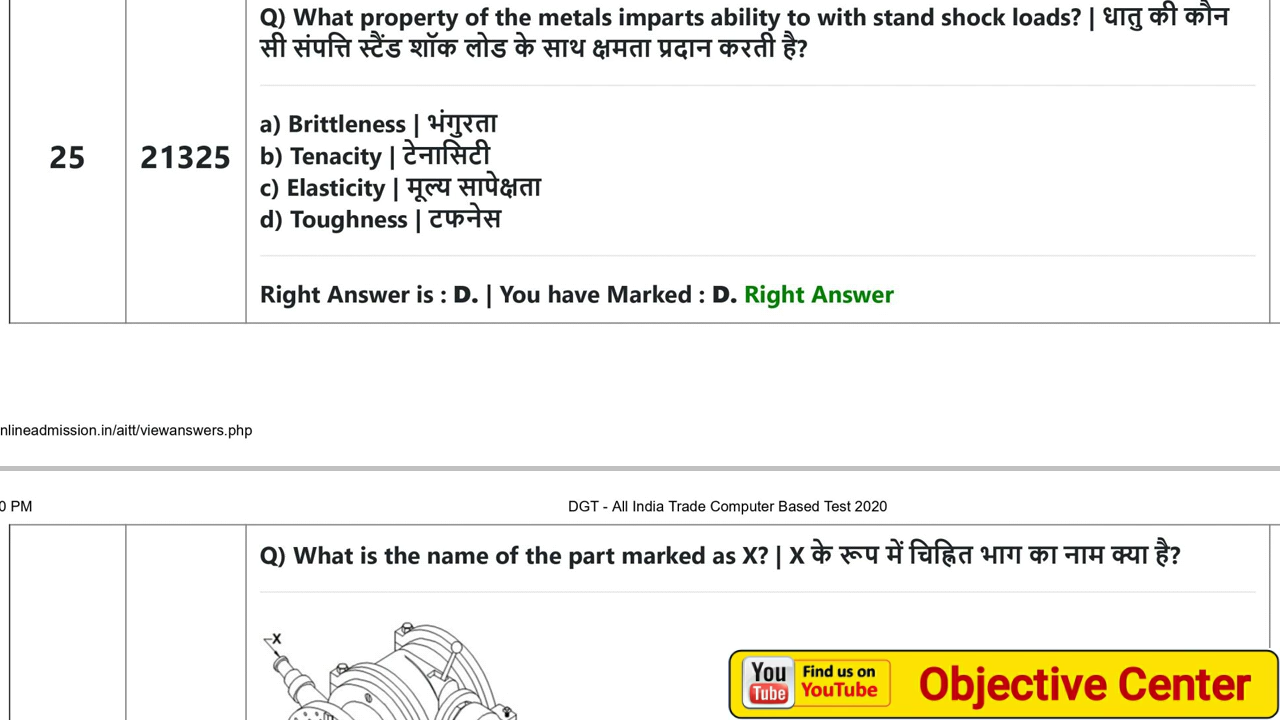 Q) What property of the metals imparts ability to with stand shock loads? | धातु की कौन
सी संपत्ति स्टैंड शॉक लोड के साथ क्षमता प्रदान करती है?
25
21325
a) Brittleness | भंगुरता
b) Tenacity | टेनासिटी
c) Elasticity | मूल्य सापेक्षता
d) Toughness | टफनेस
Right Answer is : D. | You have Marked : D. Right Answer
nlineadmission.in/aitt/viewanswers.php
0 PM
DGT - All India Trade Computer Based Test 2020
Q) What is the name of the part marked as X? | X के रूप में चिह्नित भाग का नाम क्या है?
X
You Tube
Find us on
YouTube
Objective Center